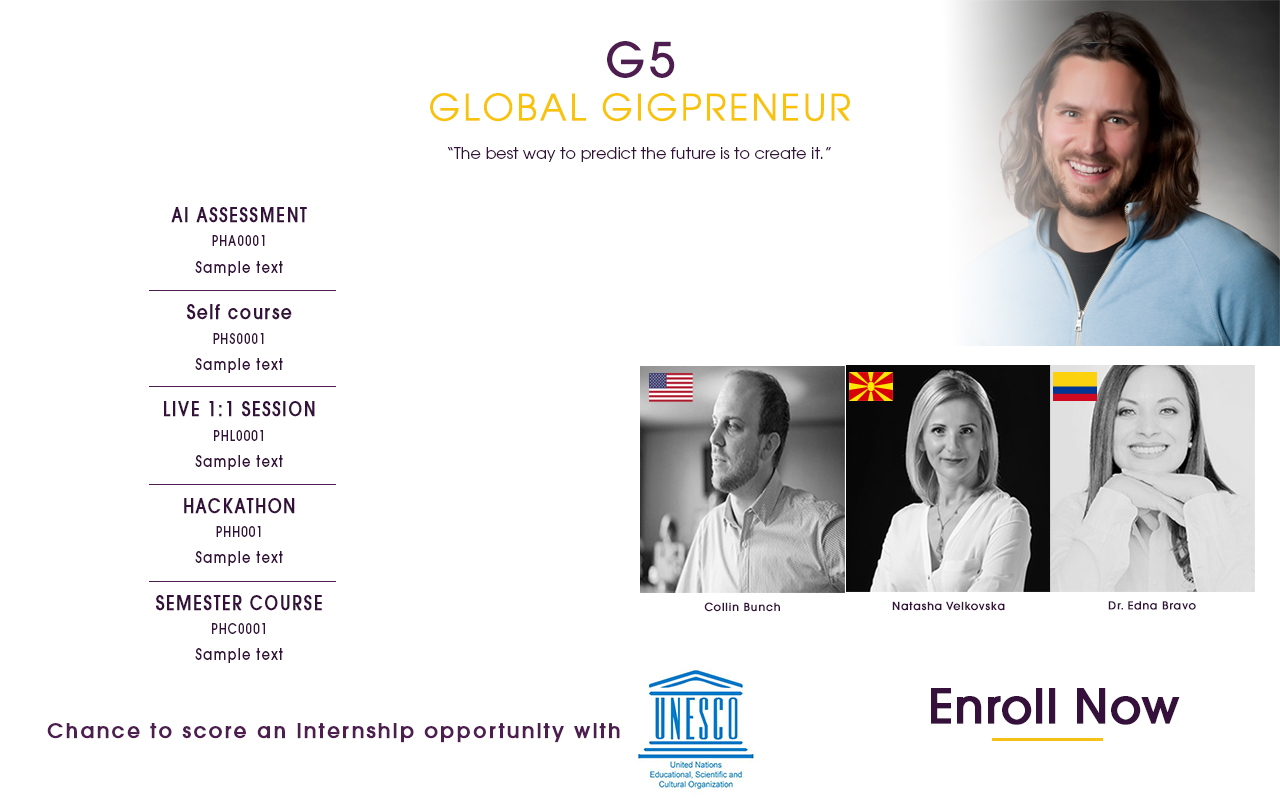 G5
GLOBAL GIGPRENEUR
“The best way to predict the future is to create it.”
AI ASSESSMENT
PHA0001
Sample text
Self course
PHS0001
Sample text
LIVE 1:1 SESSION
PHL0001
Sample text
HACKATHON
PHH001
Sample text
SEMESTER COURSE
PHC0001
Sample text
Collin Bunch
Natasha Velkovska
Dr. Edna Bravo
Chance to score an internship opportunity with
UNESCO
United Nations
Educational, Scientific and
Cultural Organization
Enroll Now